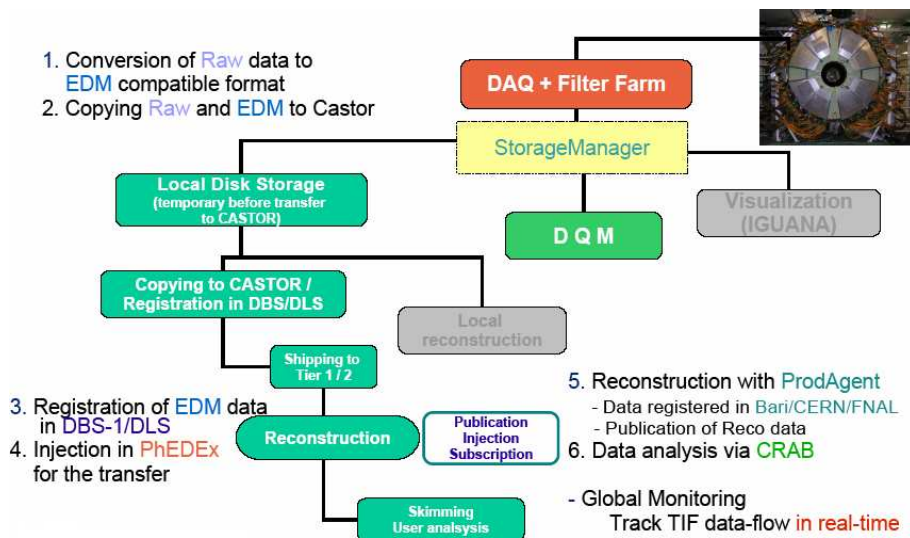 1. Conversion of Raw data to
EDM compatible format
2. Copying Raw and EDM to Castor
DAQ + Filter Farm
StorageManager
Local Disk Storage
(temporary before transfer
to CASTOR)
D Q M
Visualization
(IGUANA)
Copying to CASTOR /
Registration in DBS/DLS
Local
reconstruction
Shipping to
Tier 1 / 2
3. Registration of EDM data
in DBS-1/DLS
4. Injection in PhEDEx
for the transfer
Reconstruction
Publication
Injection
Subscription
5. Reconstruction with ProdAgent
- Data registered in Bari/CERN/FNAL
- Publication of Reco data
6. Data analysis via CRAB
Skimming
User analsysis
- Global Monitoring
Track TIF data-flow in real-time